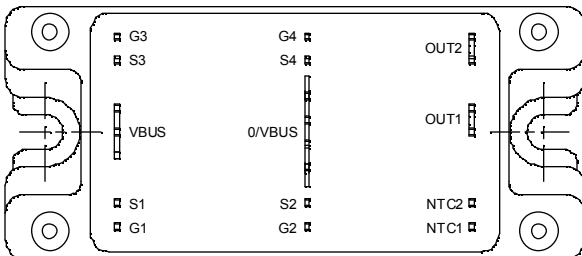 G3 G4 OUT2
S3 S4
VBUS 0/VBUS OUT1
S1 S2 NTC2
G1 G2 NTC1